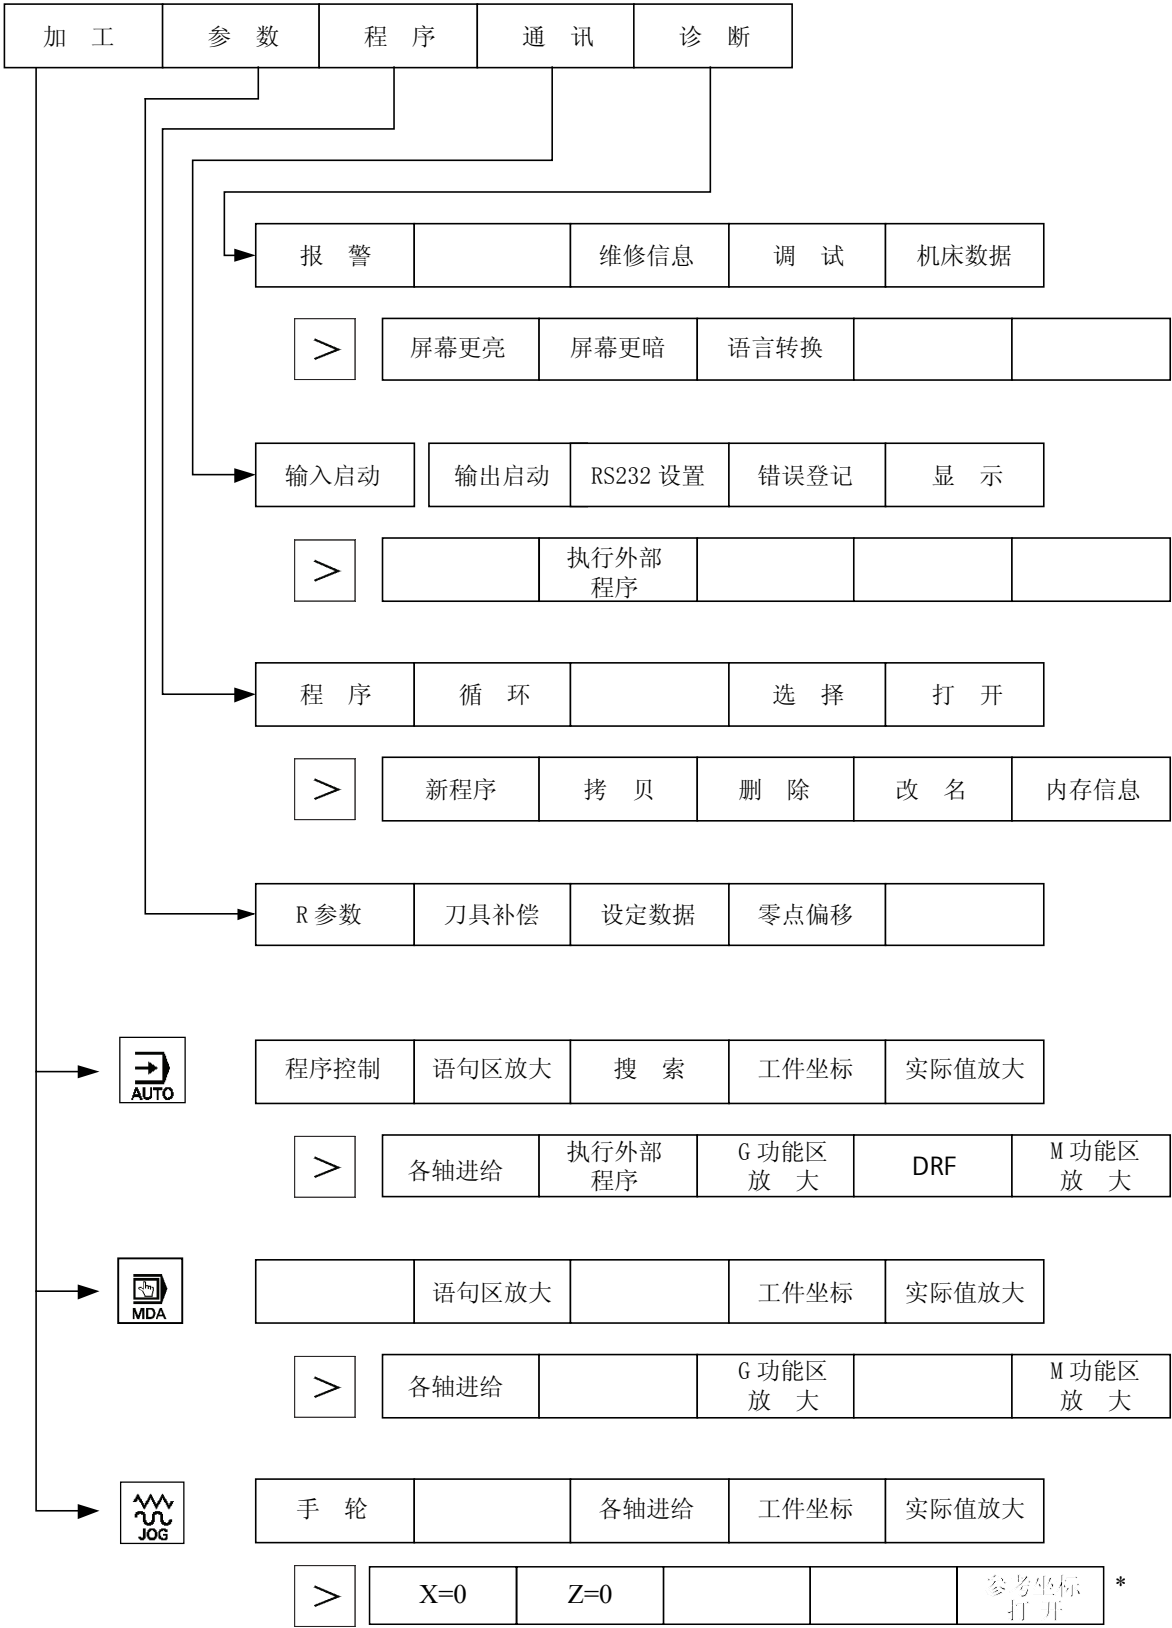 加 工 参 数 程 序 通 讯 诊 断
报 警 维修信息 调 试 机床数据
> 屏幕更亮 屏幕更暗 语言转换
输入启动 输出启动 RS232 设置 错误登记 显 示
> 执行外部
程序
程 序 循 环 选 择 打 开
> 新程序 拷 贝 删 除 改 名 内存信息
R 参数 刀具补偿 设定数据 零点偏移
AUTO 程序控制 语句区放大 搜 索 工件坐标 实际值放大
> 各轴进给 执行外部 G 功能区 DRF M 功能区
程序 放 大 放 大
MDA 语句区放大 工件坐标 实际值放大
> 各轴进给 G 功能区 M 功能区
放 大 放 大
JOG 手 轮 各轴进给 工件坐标 实际值放大
> X=0 Z=0 参考坐标 *
打 开